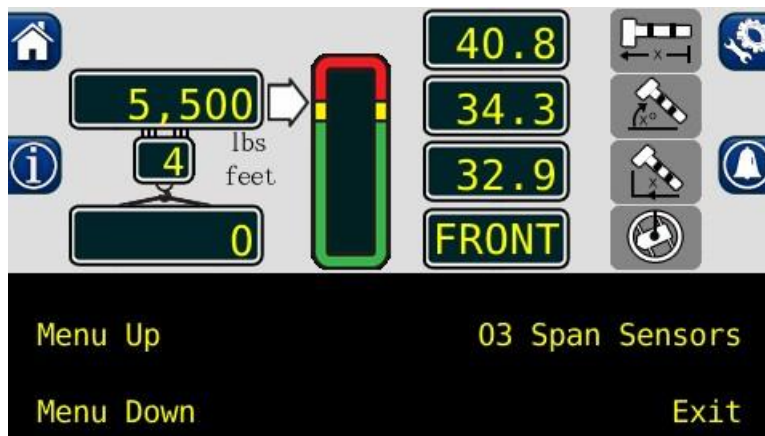 40.8
5,500
34.3
lbs
4
feet
32.9
0
FRONT
Menu Up
03 Span Sensors
Menu Down
Exit